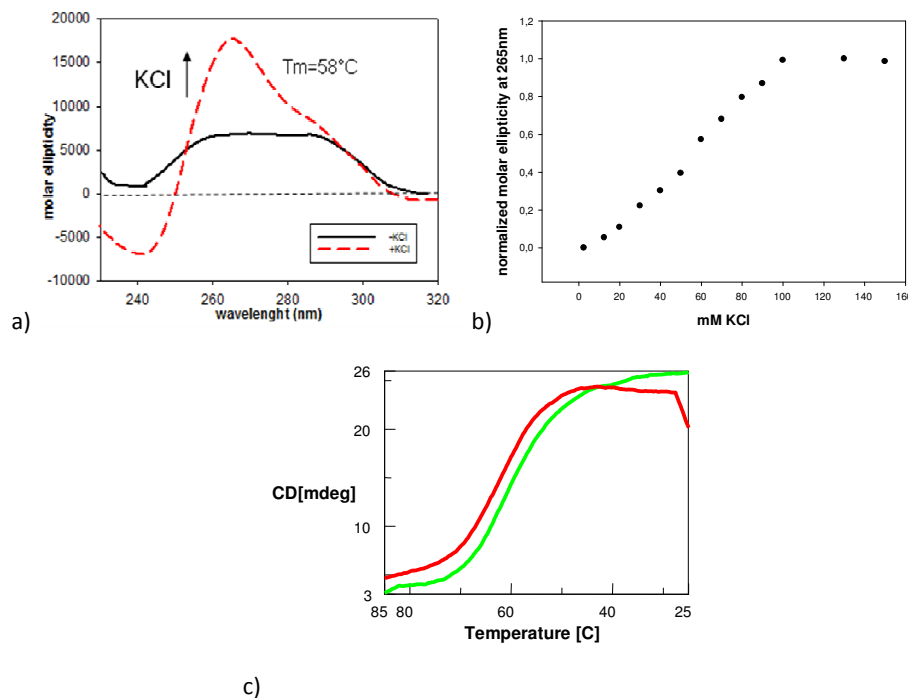 20000
15000
10000
5000
0
-5000
-10000
molar ellipticity
KCl
Tm=58°C
-KCl
+KCl
240
260
280
300
320
wavelenght (nm)
a)
1,2
1,0
0,8
0,6
0,4
0,2
0,0
normalized molar ellipticity at 265nm
0
20
40
60
80
100
120
140
160
mM KCl
b)
26
20
10
3
CD[mdeg]
85
80
60
40
25
Temperature [C]
c)